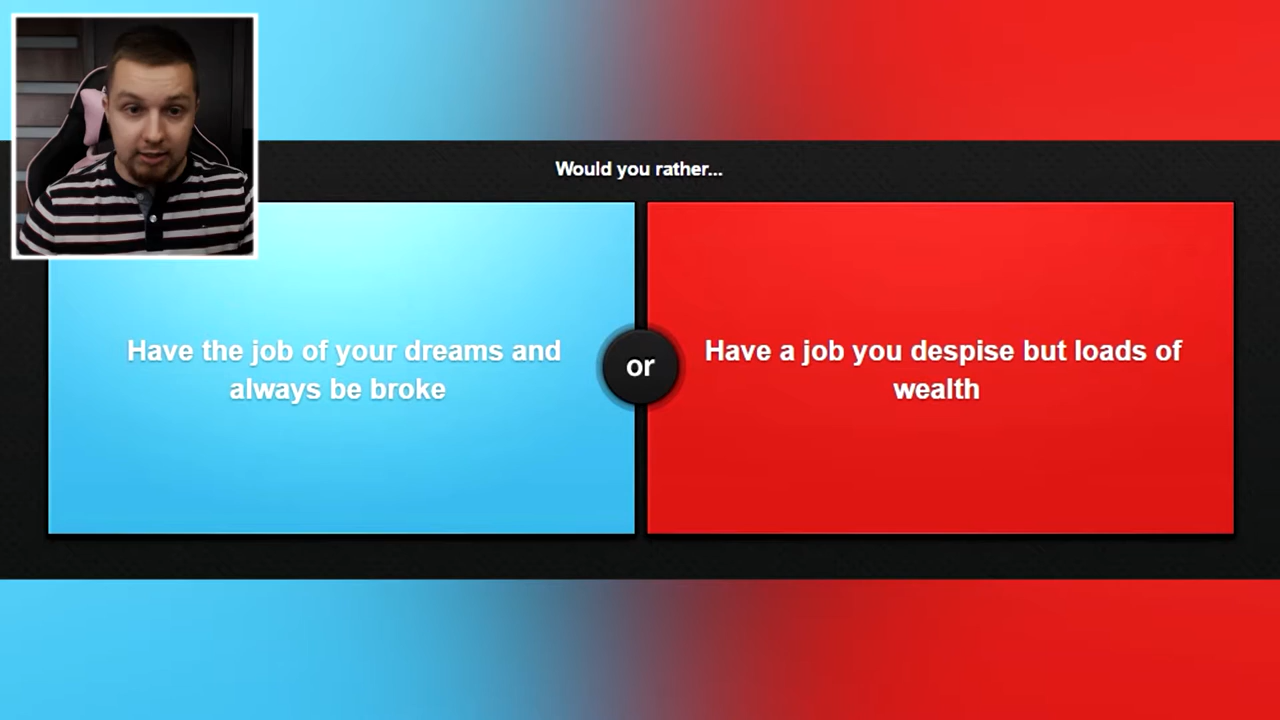 Would you rather...
Have the job of your dreams and
always be broke
or
Have a job you despise but loads of
wealth